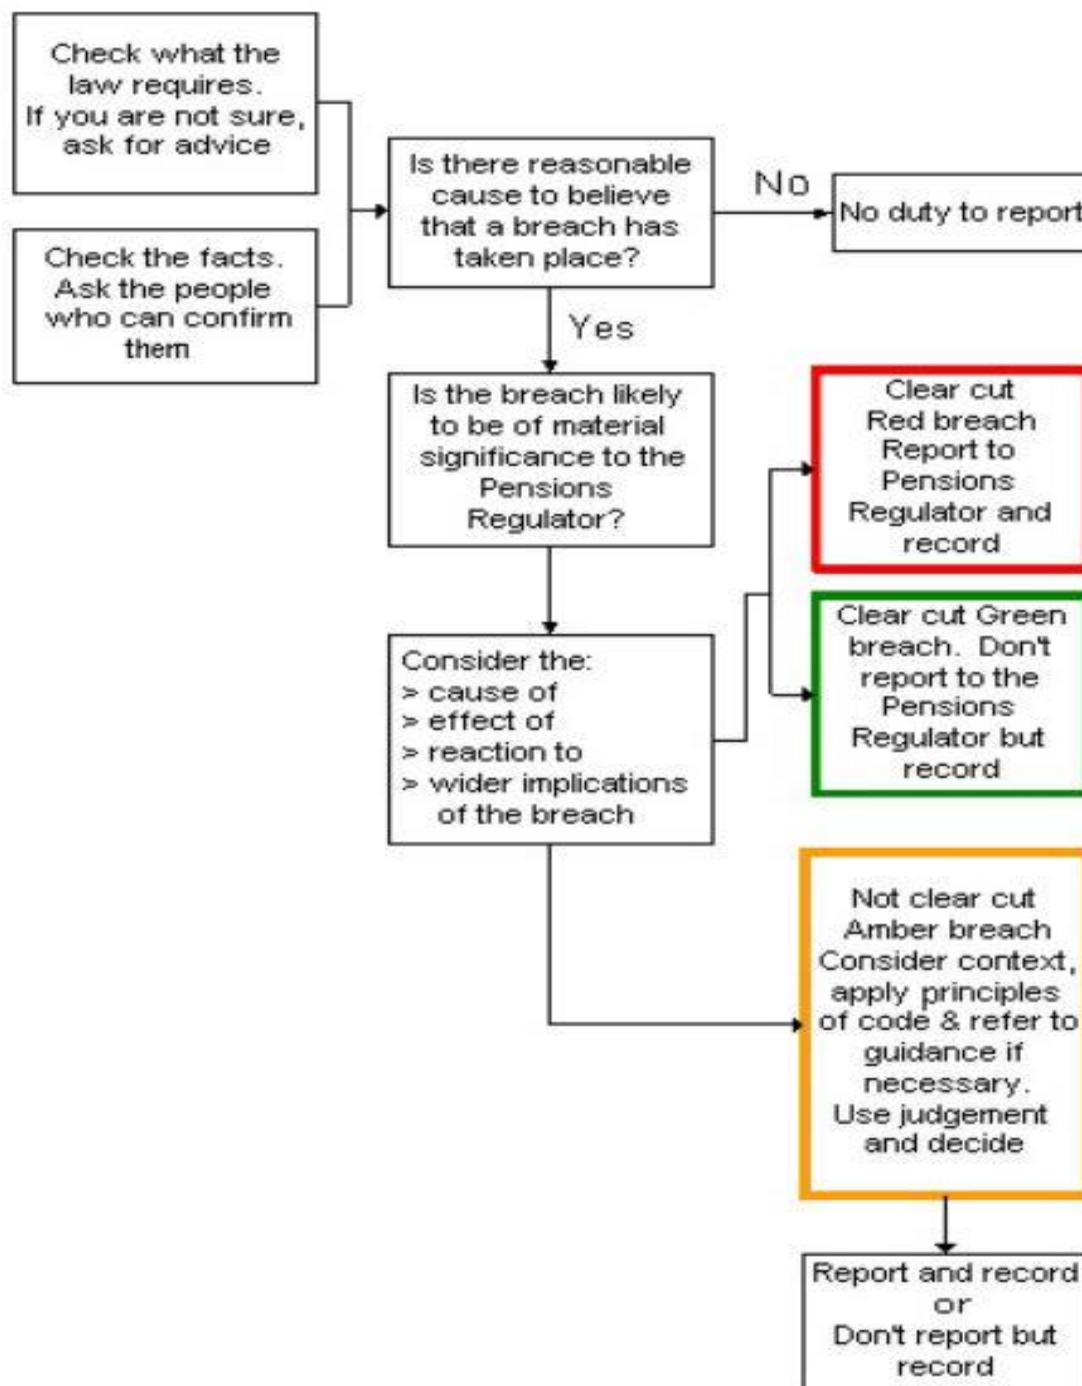 Check what the
law requires.
If you are not sure,
ask for advice
Check the facts.
Ask the people
who can confirm
them
Is there reasonable
cause to believe
that a breach has
taken place?
No
No duty to report
Yes
Is the breach likely
to be of material
significance to the
Pensions
Regulator?
Consider the:
> cause of
> effect of
> reaction to
> wider implications
of the breach
Clear cut
Red breach
Report to
Pensions
Regulator and
record
Clear cut Green
breach. Don't
report to the
Pensions
Regulator but
record
Not clear cut
Amber breach
Consider context,
apply principles
of code & refer to
guidance if
necessary.
Use judgement
and decide
Report and record
or
Don't report but
record